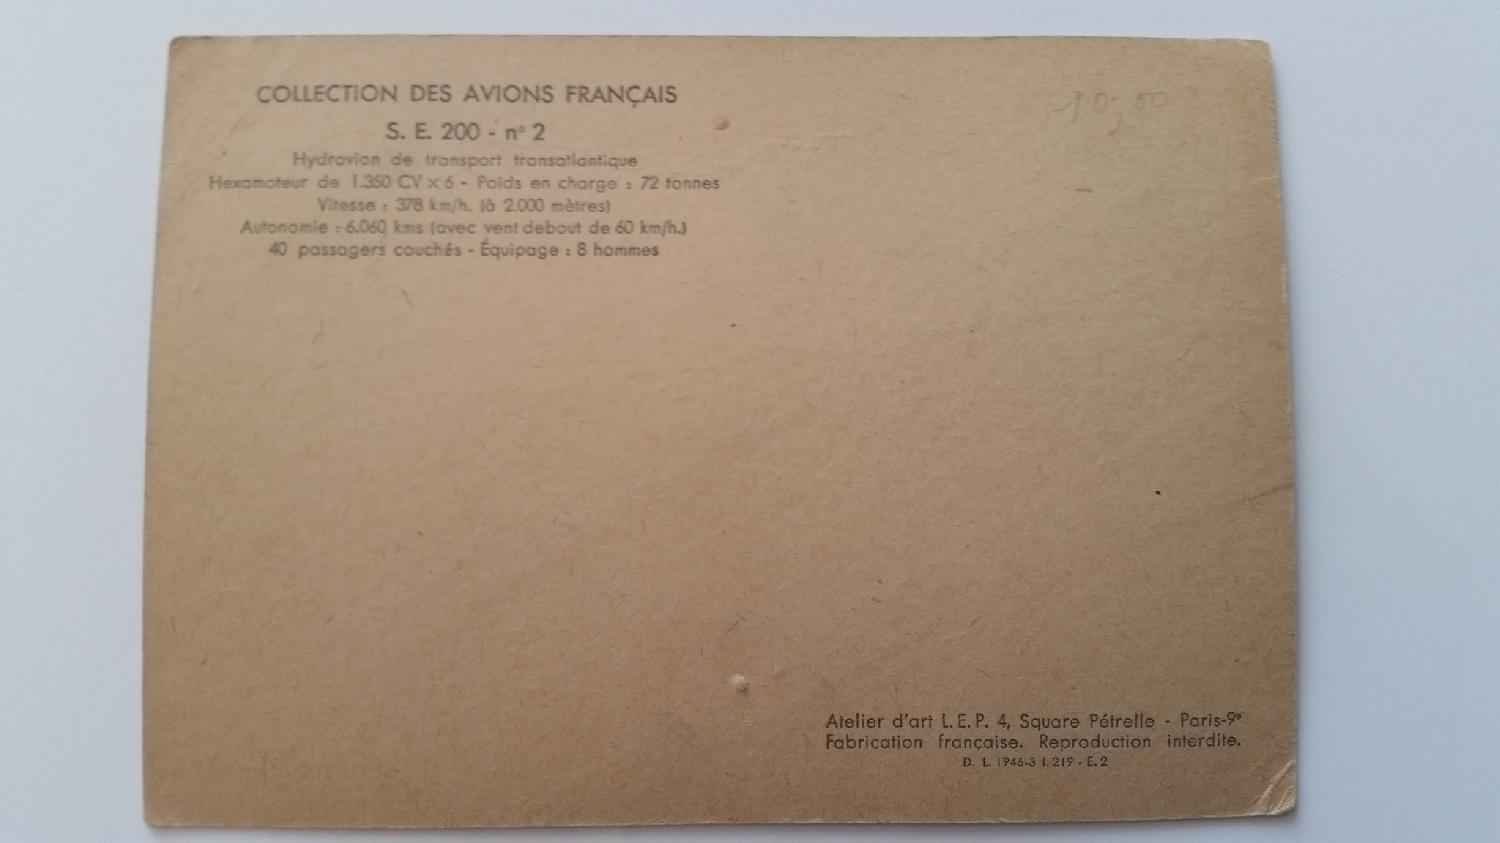 COLLECTION DES AVIONS FRANÇAIS
S. E. 200 - n° 2
Hydravion de transport transatlantique
Hexamoteur de 1.350 CV × 6 - Poids en charge : 72 tonnes
Vitesse : 378 km/h. (à 2.000 mètres)
Autonomie : 6.060 kms (avec vent debout de 60 km/h.)
40 passagers couchés - Équipage : 8 hommes
10,00
Atelier d'art L. E. P. 4, Square Pétrelle - Paris-9e
Fabrication française. Reproduction interdite.
D. L. 1946-3 I. 219 - E. 2